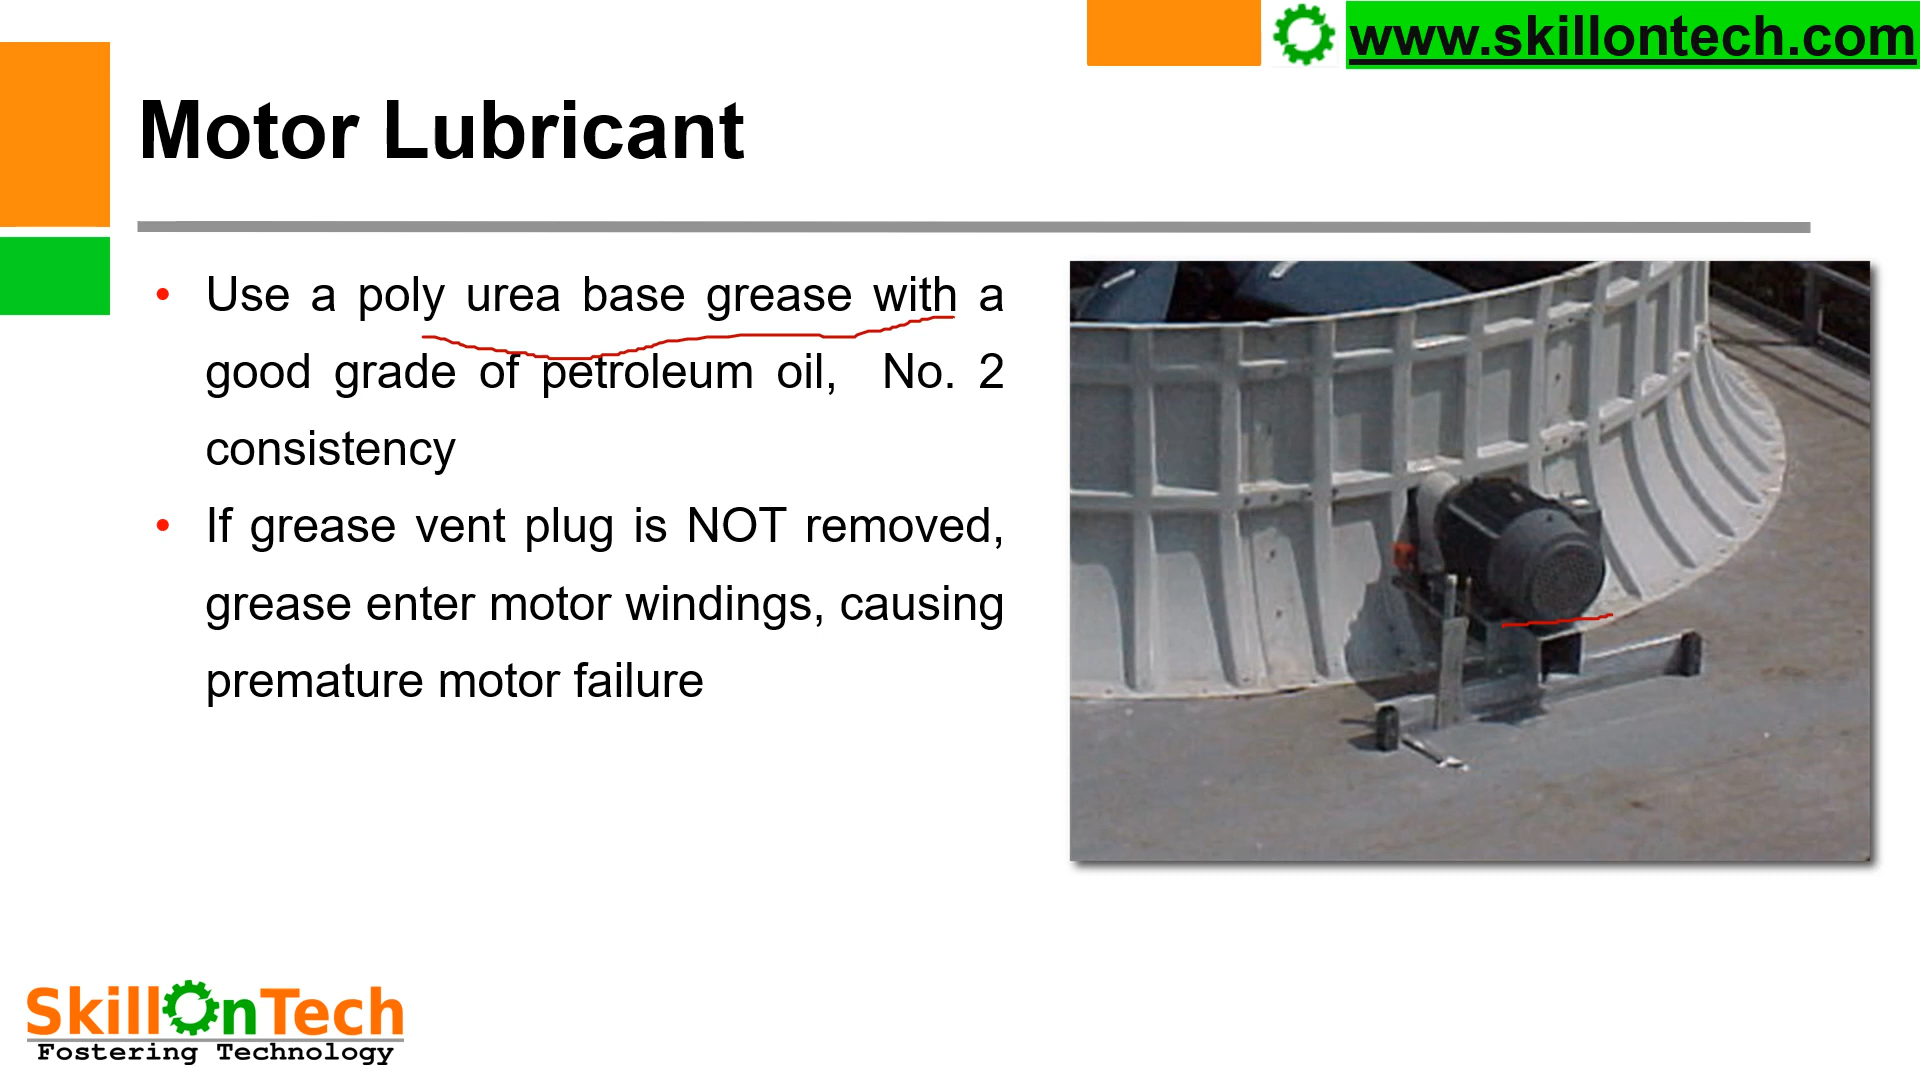 www.skillontech.com
Motor Lubricant
• Use a poly urea base grease with a
good grade of petroleum oil, No. 2
consistency
• If grease vent plug is NOT removed,
grease enter motor windings, causing
premature motor failure
SkillOnTech
Fostering Technology